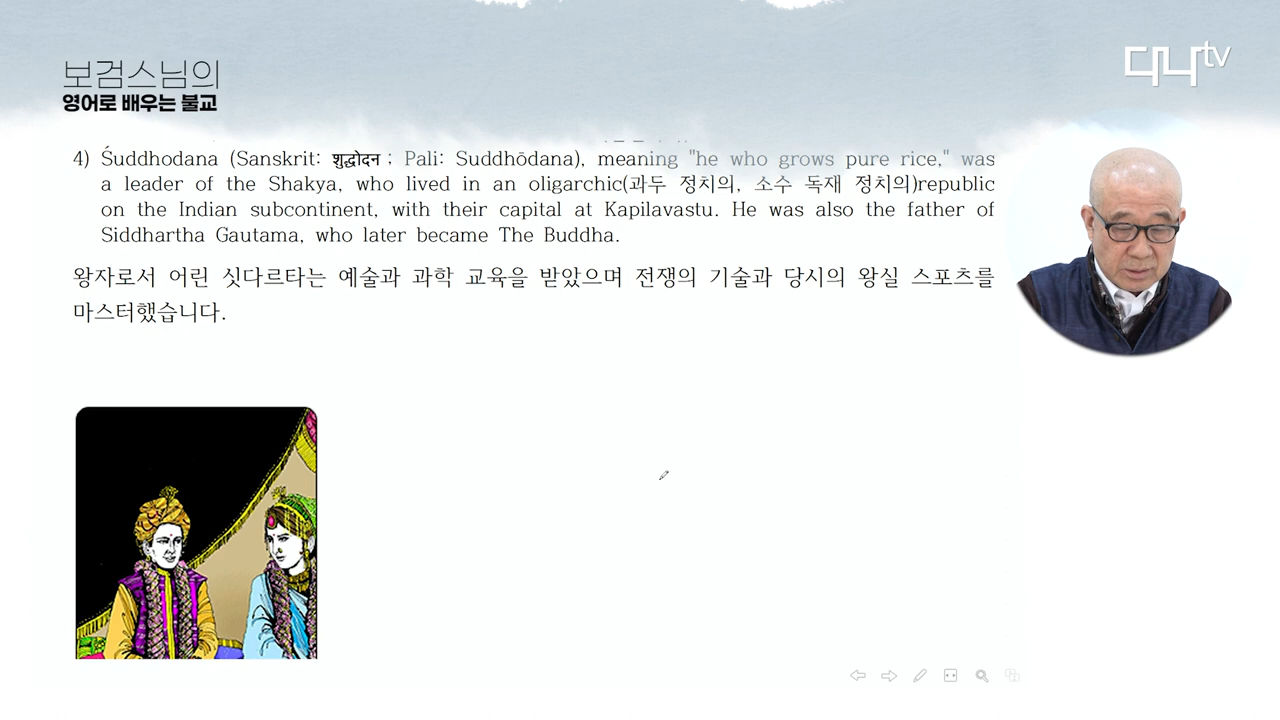 보검스님의
영어로 배우는 불교
디나tv
4) Śuddhodana (Sanskrit: शुद्धोदन ; Pali: Suddhōdana), meaning "he who grows pure rice," was
a leader of the Shakya, who lived in an oligarchic(과두 정치의, 소수 독재 정치의)republic
on the Indian subcontinent, with their capital at Kapilavastu. He was also the father of
Siddhartha Gautama, who later became The Buddha.
왕자로서 어린 싯다르타는 예술과 과학 교육을 받았으며 전쟁의 기술과 당시의 왕실 스포츠를
마스터했습니다.